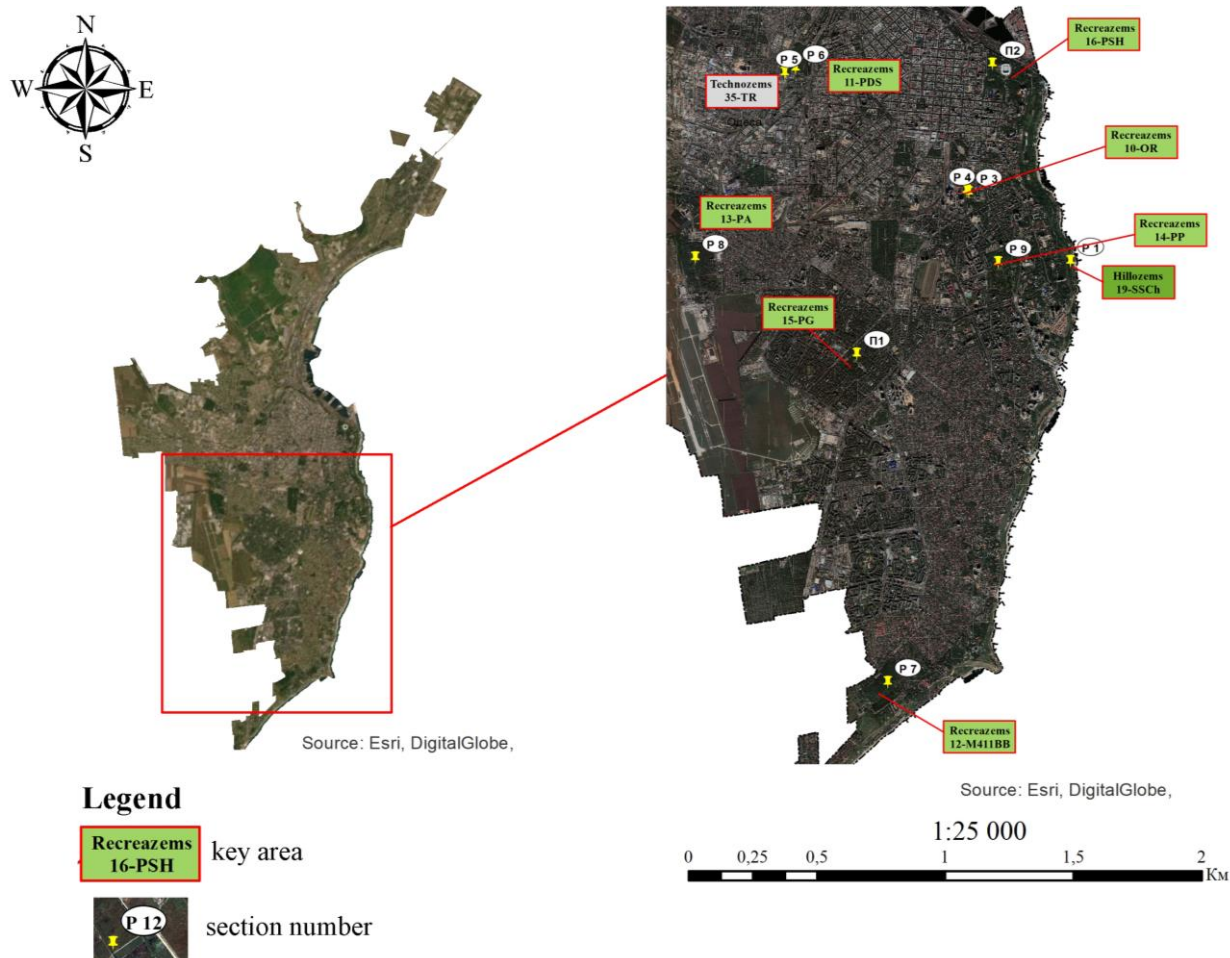 N
W
E
S
Source: Esri, DigitalGlobe,
Legend
Recreazems
16-PSH
key area
P 12
section number
П2
Recreazems
16-PSH
P 5
P 6
Technozems
35-TR
Recreazems
11-PDS
Recreazems
10-OR
P 4
P 3
Recreazems
13-PA
P 8
Recreazems
14-PP
P 9
P 1
Hillozems
19-SSCh
Recreazems
15-PG
П1
P 7
Recreazems
12-M411BB
Source: Esri, DigitalGlobe,
1:25 000
0 0,25 0,5 1 1,5 2
Км